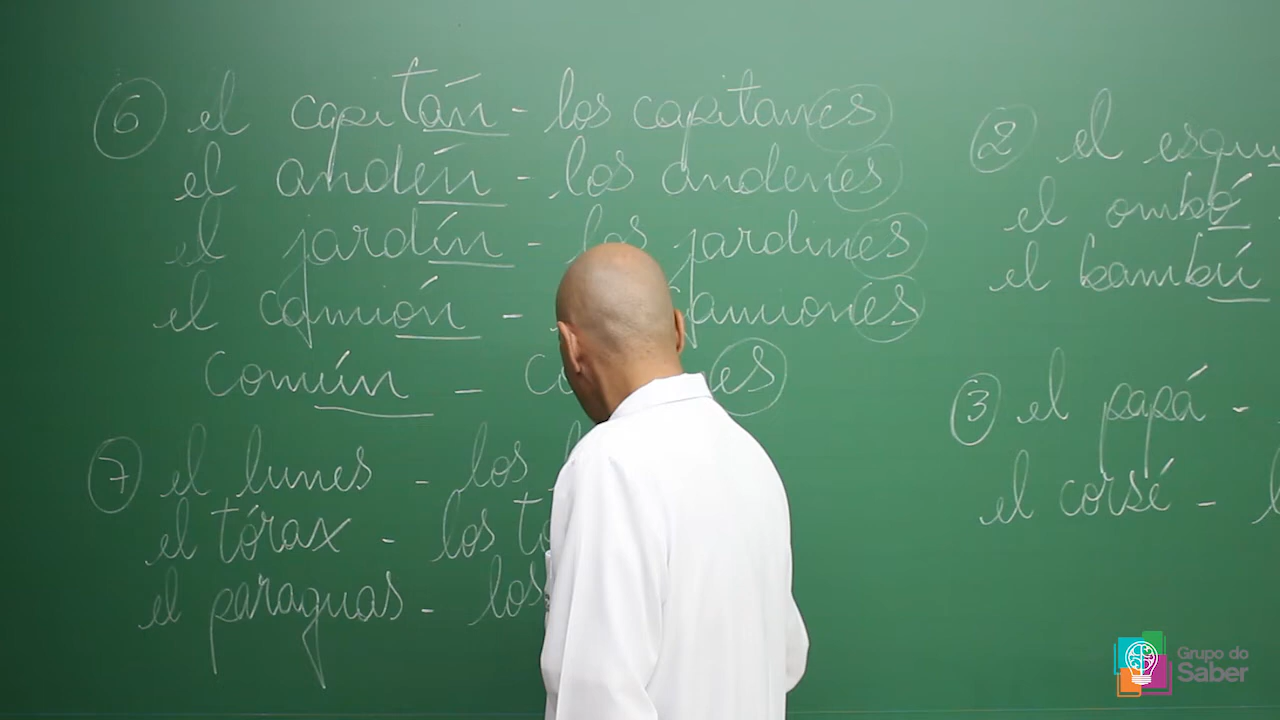 6 el capitán - los capitanes
el andén - los andenes
el jardín - los jardines
el camión - camiones
común - es
7 el lunes - los
el tórax - los tó
el paraguas - los
2 el esqu
el ombú
el bambú
3 el papá -
el corsé -
Grupo do
Saber